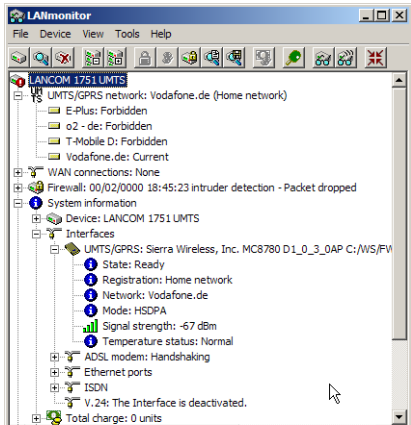 LANmonitor
File Device View Tools Help
LANCOM 1751 UMTS
UMTS/GPRS network: Vodafone.de (Home network)
E-Plus: Forbidden
o2 - de: Forbidden
T-Mobile D: Forbidden
Vodafone.de: Current
WAN connections: None
Firewall: 00/02/0000 18:45:23 intruder detection - Packet dropped
System information
Device: LANCOM 1751 UMTS
Interfaces
UMTS/GPRS: Sierra Wireless, Inc. MC8780 D1_0_3_0AP C:/WS/FW
State: Ready
Registration: Home network
Network: Vodafone.de
Mode: HSDPA
Signal strength: -67 dBm
Temperature status: Normal
ADSL modem: Handshaking
Ethernet ports
ISDN
V.24: The Interface is deactivated.
Total charge: 0 units